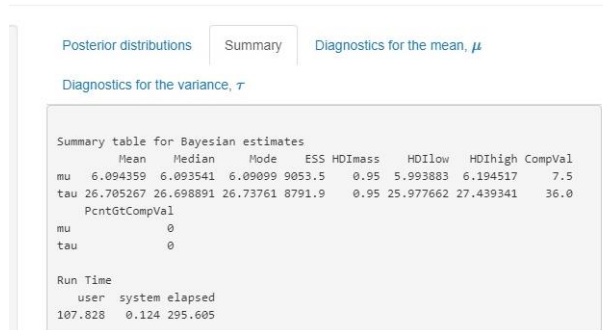 Posterior distributions Summary Diagnostics for the mean, μ
Diagnostics for the variance, τ
Summary table for Bayesian estimates
Mean Median Mode ESS HDImass HDIlow HDIhigh CompVal
mu 6.094359 6.093541 6.09099 9053.5 0.95 5.993883 6.194517 7.5
tau 26.705267 26.698891 26.73761 8791.9 0.95 25.977662 27.439341 36.0
PcntGtCompVal
mu 0
tau 0
Run Time
user system elapsed
107.828 0.124 295.605